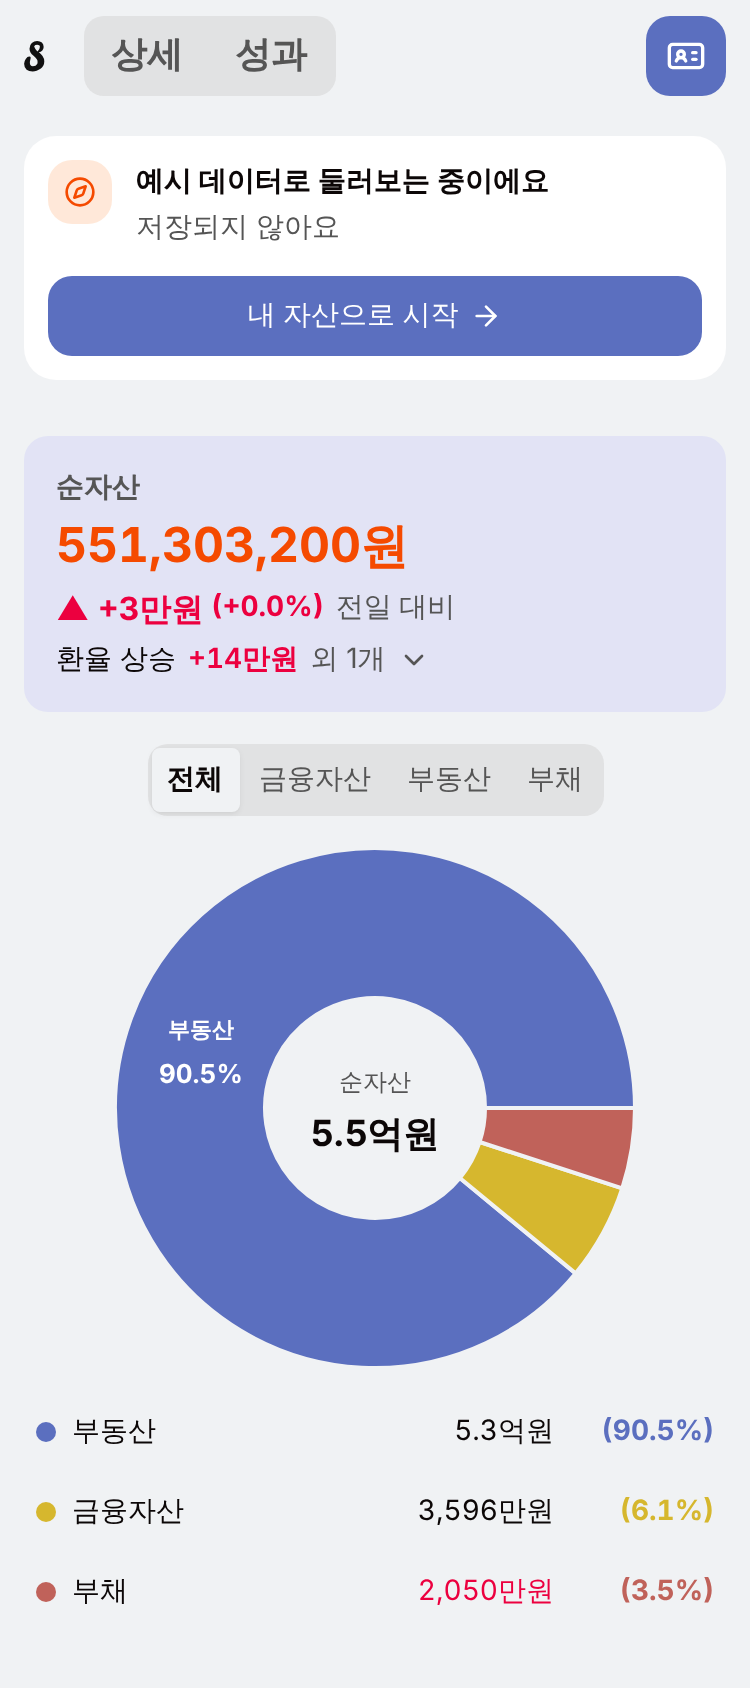 S
상세 성과
예시 데이터로 둘러보는 중이에요
저장되지 않아요
내 자산으로 시작 →
순자산
551,303,200원
▲ +3만원 (+0.0%) 전일 대비
환율 상승 +14만원 외 1개
전체 금융자산 부동산 부채
부동산
90.5%
순자산
5.5억원
부동산 5.3억원 (90.5%)
금융자산 3,596만원 (6.1%)
부채 2,050만원 (3.5%)